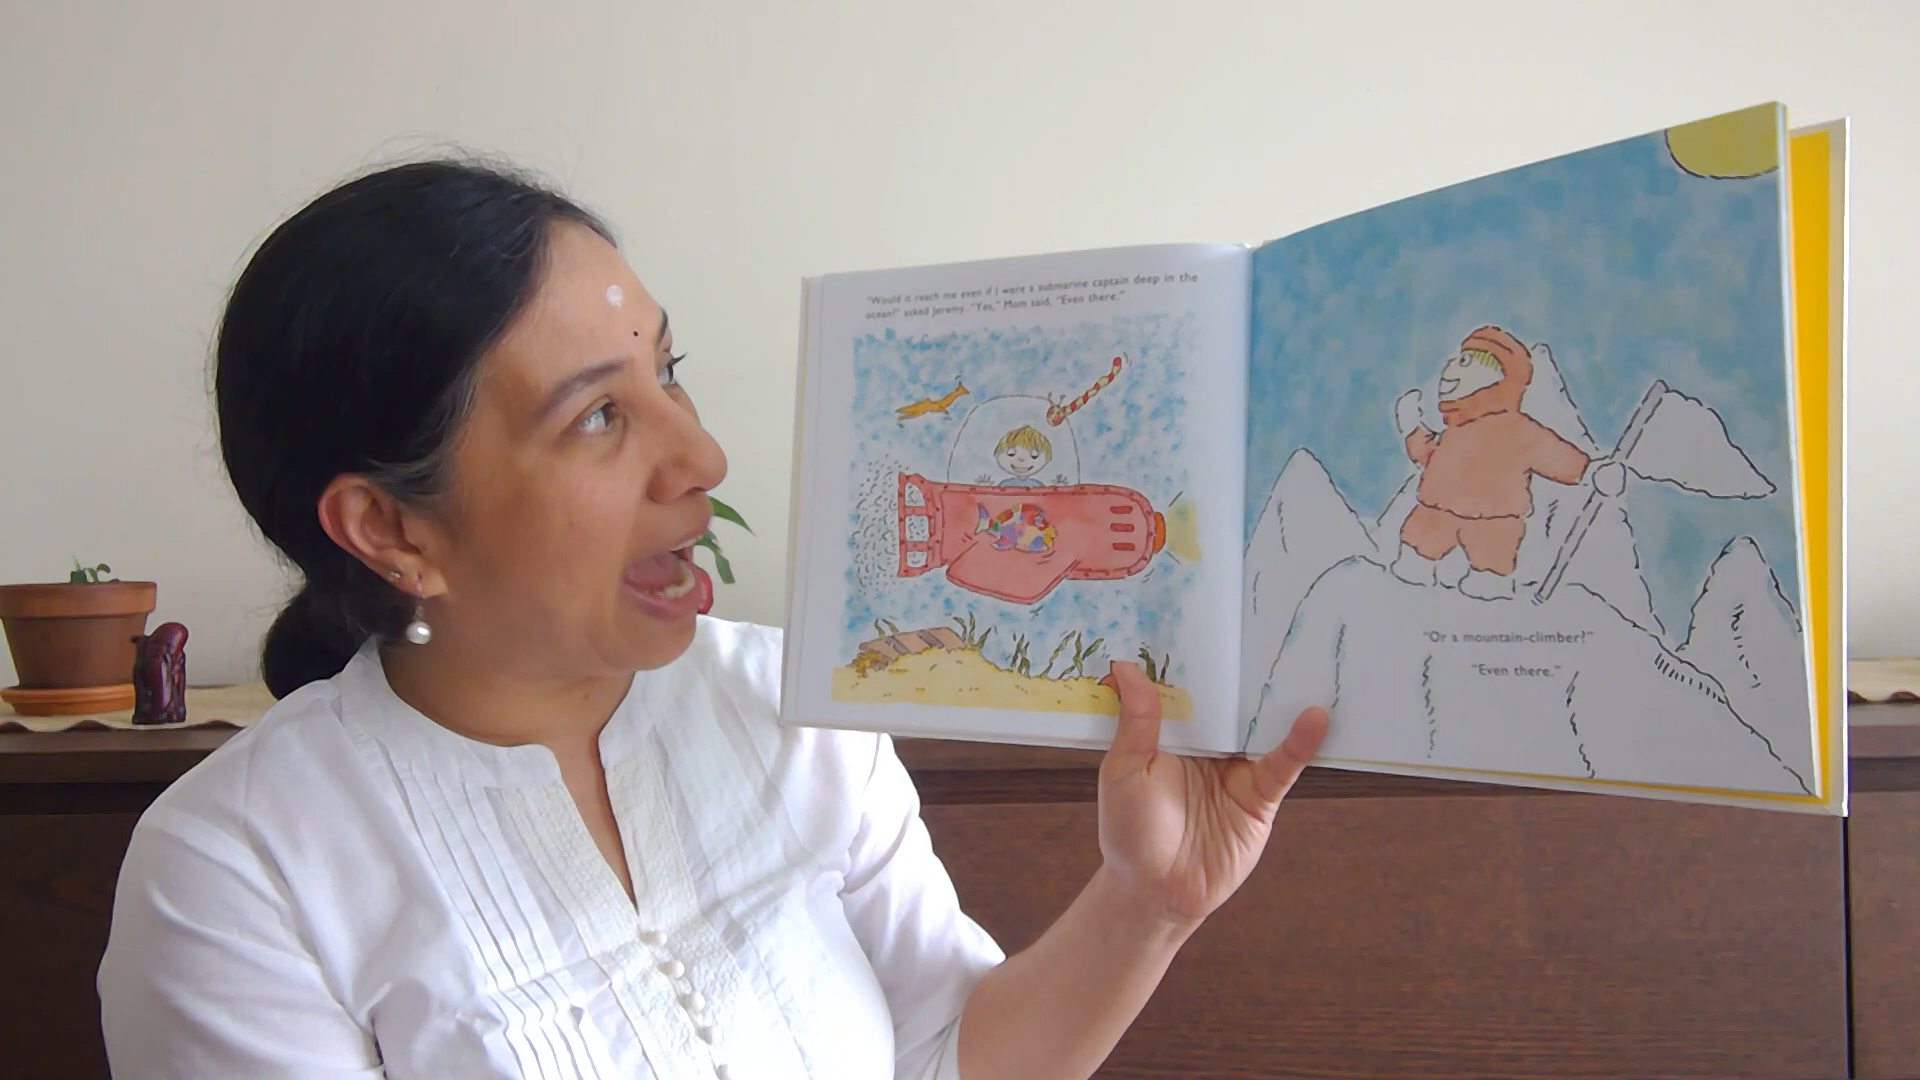 "Would it reach me even if I were a submarine captain deep in the
ocean?" asked Jeremy. "Yes," Mom said, "Even there."
"Or a mountain-climber?"
"Even there."